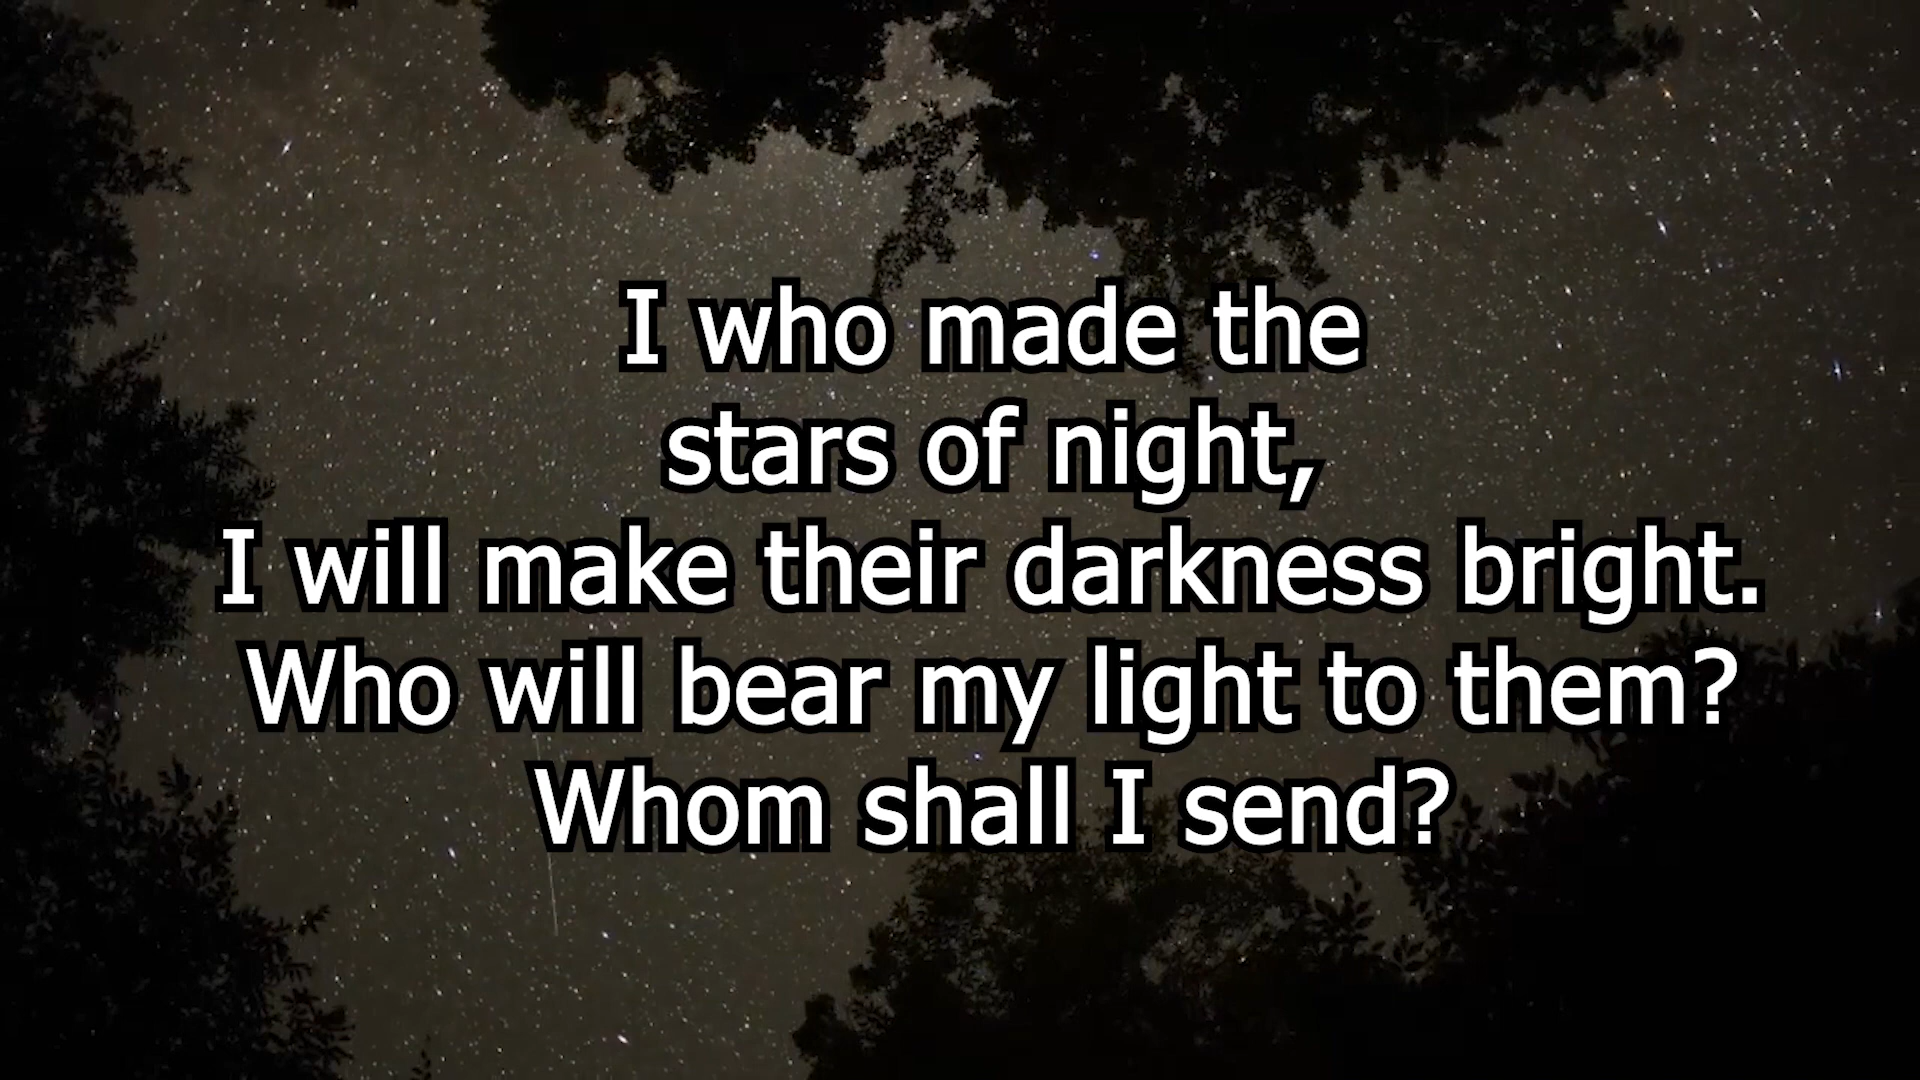 I who made the
stars of night,
I will make their darkness bright.
Who will bear my light to them?
Whom shall I send?